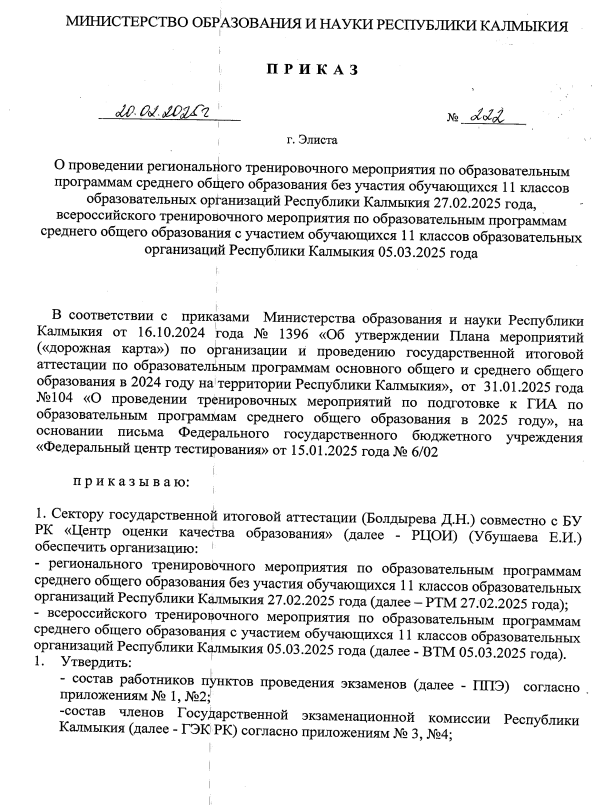 МИНИСТЕРСТВО ОБРАЗОВАНИЯ И НАУКИ РЕСПУБЛИКИ КАЛМЫКИЯ
П Р И К А З
20.02.2025г № 222
г. Элиста
О проведении регионального тренировочного мероприятия по образовательным
программам среднего общего образования без участия обучающихся 11 классов
образовательных организаций Республики Калмыкия 27.02.2025 года,
всероссийского тренировочного мероприятия по образовательным программам
среднего общего образования с участием обучающихся 11 классов образовательных
организаций Республики Калмыкия 05.03.2025 года
В соответствии с приказами Министерства образования и науки Республики
Калмыкия от 16.10.2024 года № 1396 «Об утверждении Плана мероприятий
(«дорожная карта») по организации и проведению государственной итоговой
аттестации по образовательным программам основного общего и среднего общего
образования в 2024 году на территории Республики Калмыкия», от 31.01.2025 года
№104 «О проведении тренировочных мероприятий по подготовке к ГИА по
образовательным программам среднего общего образования в 2025 году», на
основании письма Федерального государственного бюджетного учреждения
«Федеральный центр тестирования» от 15.01.2025 года № 6/02
п р и к а з ы в а ю:
1. Сектору государственной итоговой аттестации (Болдырева Д.Н.) совместно с БУ
РК «Центр оценки качества образования» (далее - РЦОИ) (Убушаева Е.И.)
обеспечить организацию:
- регионального тренировочного мероприятия по образовательным программам
среднего общего образования без участия обучающихся 11 классов образовательных
организаций Республики Калмыкия 27.02.2025 года (далее – РТМ 27.02.2025 года);
- всероссийского тренировочного мероприятия по образовательным программам
среднего общего образования с участием обучающихся 11 классов образовательных
организаций Республики Калмыкия 05.03.2025 года (далее - ВТМ 05.03.2025 года).
1. Утвердить:
- состав работников пунктов проведения экзаменов (далее - ППЭ) согласно
приложениям № 1, №2;
-состав членов Государственной экзаменационной комиссии Республики
Калмыкия (далее - ГЭК РК) согласно приложениям № 3, №4;